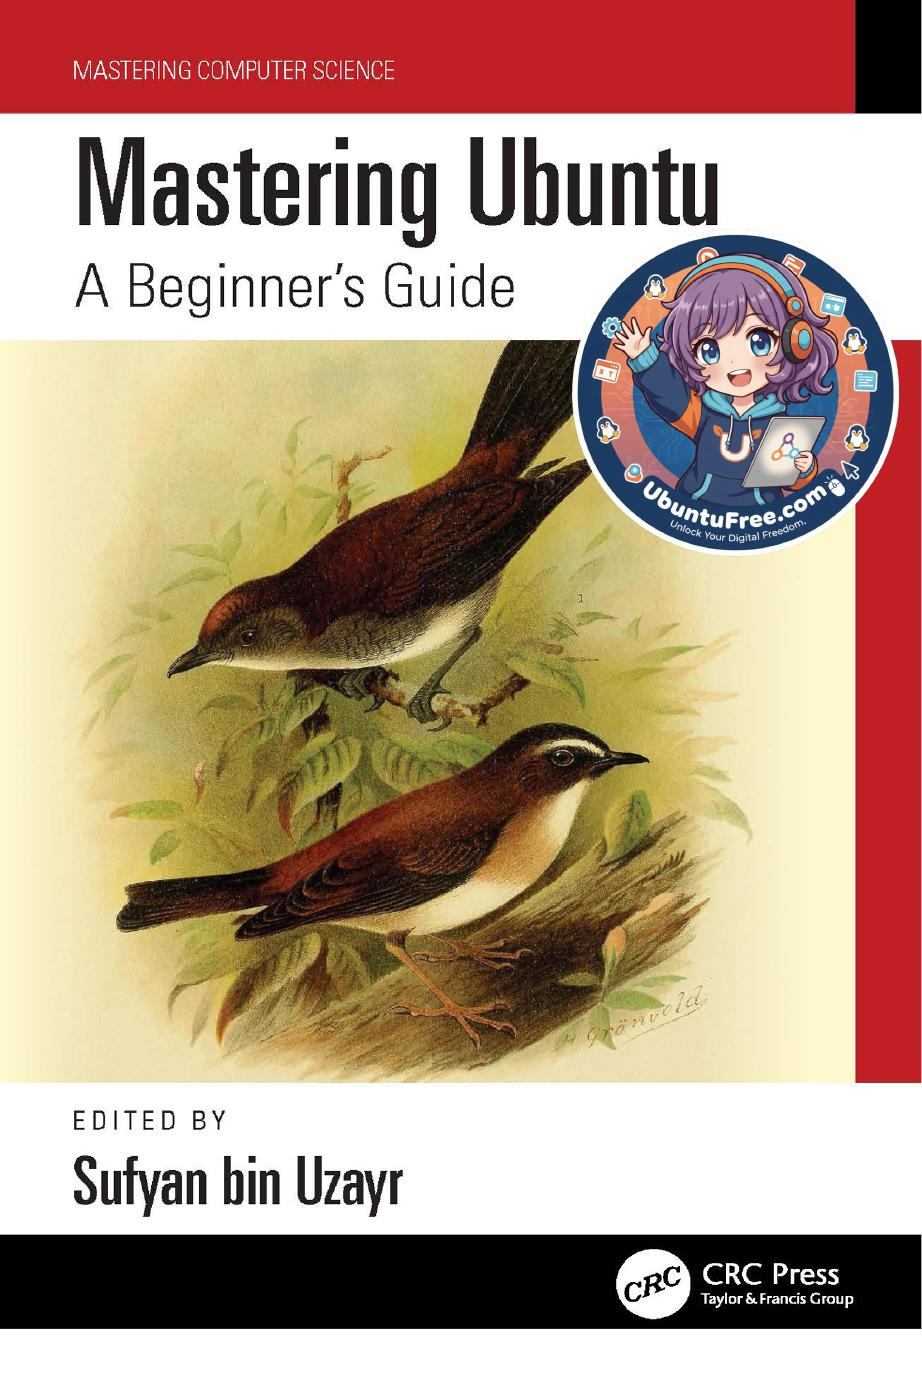 MASTERING COMPUTER SCIENCE
Mastering Ubuntu
A Beginner's Guide
UbuntuFree.com
Unlock Your Digital Freedom.
H Grönvold
EDITED BY
Sufyan bin Uzayr
CRC
CRC Press
Taylor & Francis Group